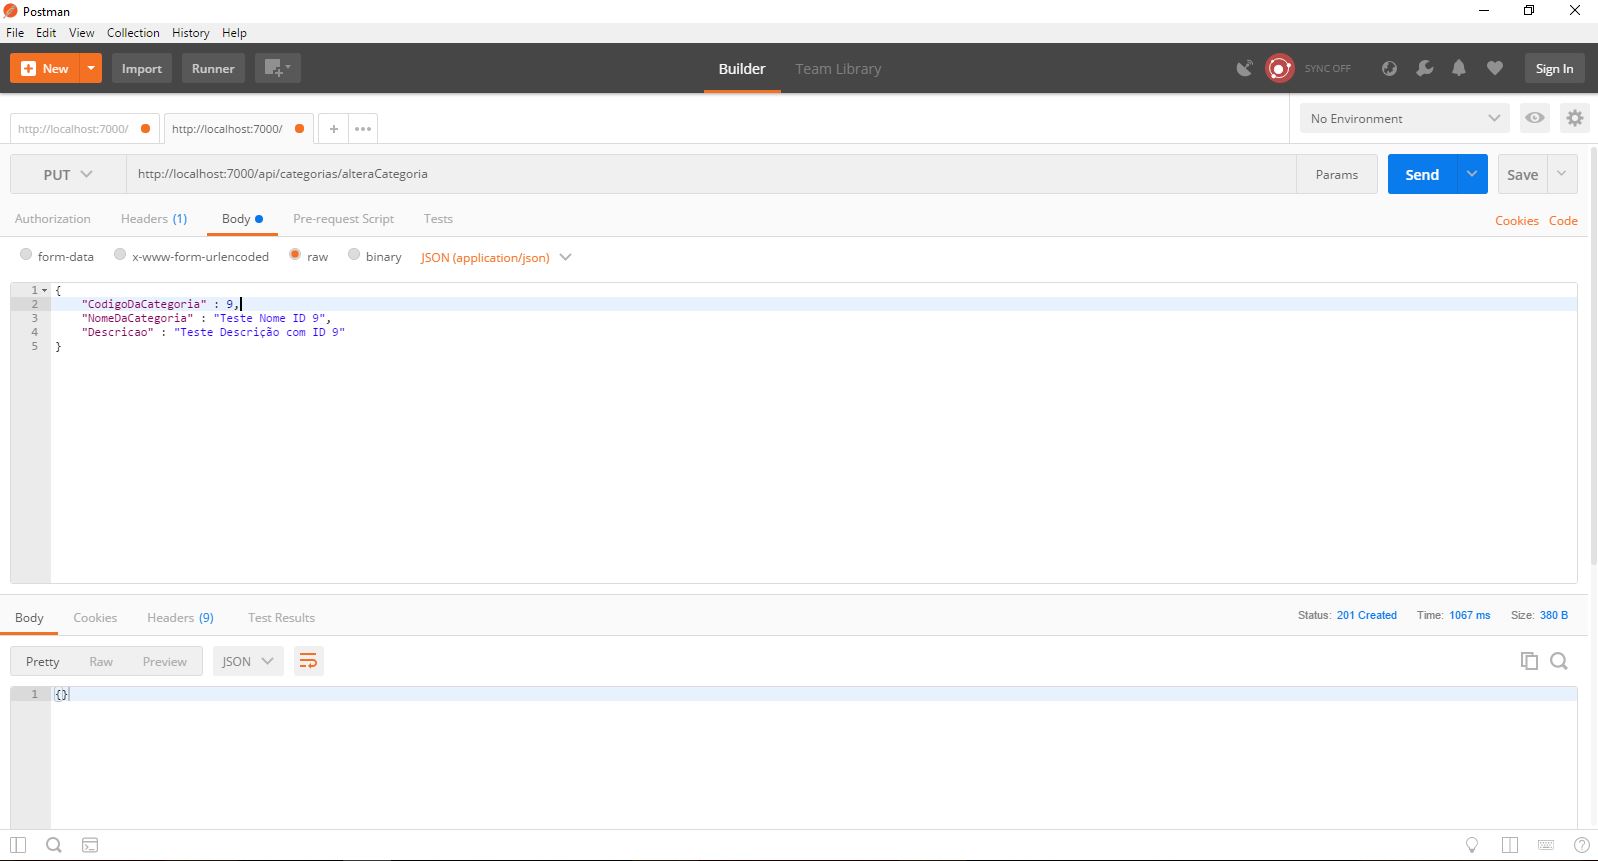 Postman
File Edit View Collection History Help
New Import Runner Builder Team Library SYNC OFF Sign In
http://localhost:7000/ http://localhost:7000/ + ••• No Environment
PUT http://localhost:7000/api/categorias/alteraCategoria Params Send Save
Authorization Headers (1) Body Pre-request Script Tests Cookies Code
form-data x-www-form-urlencoded raw binary JSON (application/json)
1 {
2 "CodigoDaCategoria" : 9,
3 "NomeDaCategoria" : "Teste Nome ID 9",
4 "Descricao" : "Teste Descrição com ID 9"
5 }
Body Cookies Headers (9) Test Results Status: 201 Created Time: 1067 ms Size: 380 B
Pretty Raw Preview JSON
1 {}